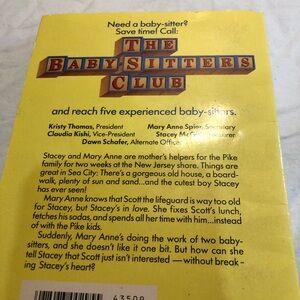 Need a baby-sitter?
Save time! Call:
THE
BABY-SITTERS
CLUB
and reach five experienced baby-sitters.
Kristy Thomas, President
Mary Anne Spier, Secretary
Claudia Kishi, Vice-President
Stacey McGill, Treasurer
Dawn Schafer, Alternate Officer
Stacey and Mary Anne are mother's helpers for the Pike
family for two weeks at the New Jersey shore. Things are
great in Sea City: There's a gorgeous old house, a board-
walk, plenty of sun and sand...and the cutest boy Stacey
has ever seen!
Mary Anne knows that Scott the lifeguard is way too old
for Stacey, but Stacey's in love. She fixes Scott's lunch,
fetches his sodas, and spends all her time with him...instead
of with the Pike kids.
Suddenly, Mary Anne's doing the work of two baby-
sitters, and she doesn't like it one bit. But how can she
tell Stacey that Scott just isn't interested—without break-
ing Stacey's heart?